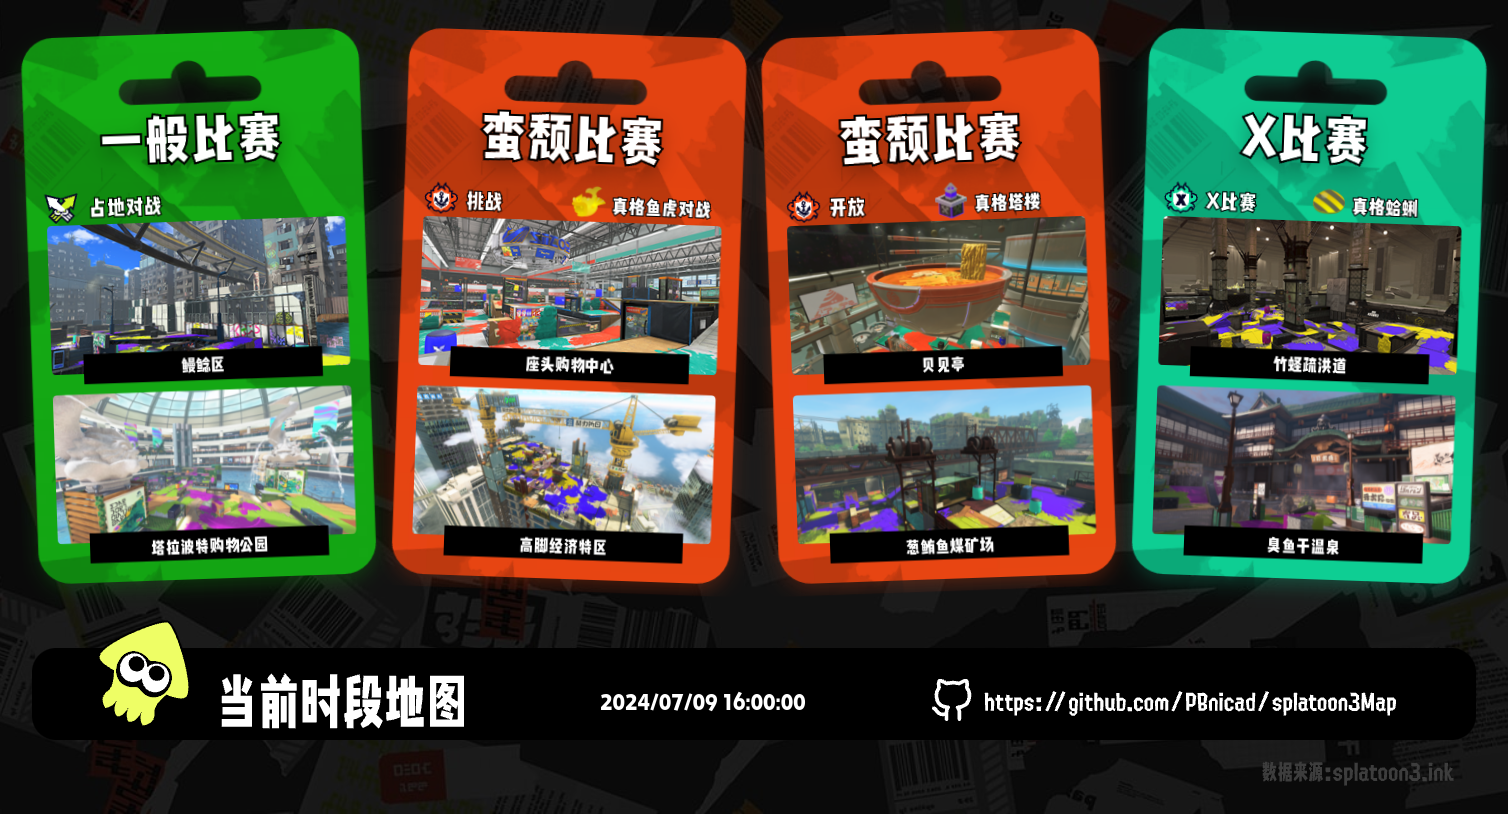 一般比赛
占地对战
鳗鲶区
塔拉波特购物公园
蛮颓比赛
挑战
真格鱼虎对战
座头购物中心
高脚经济特区
蛮颓比赛
开放
真格塔楼
贝见亭
葱鲔鱼煤矿场
X比赛
X比赛
真格蛤蜊
竹蛏疏洪道
臭鱼干温泉
当前时段地图
2024/07/09 16:00:00
https://github.com/PBnicad/splatoon3Map
数据来源:splatoon3.ink